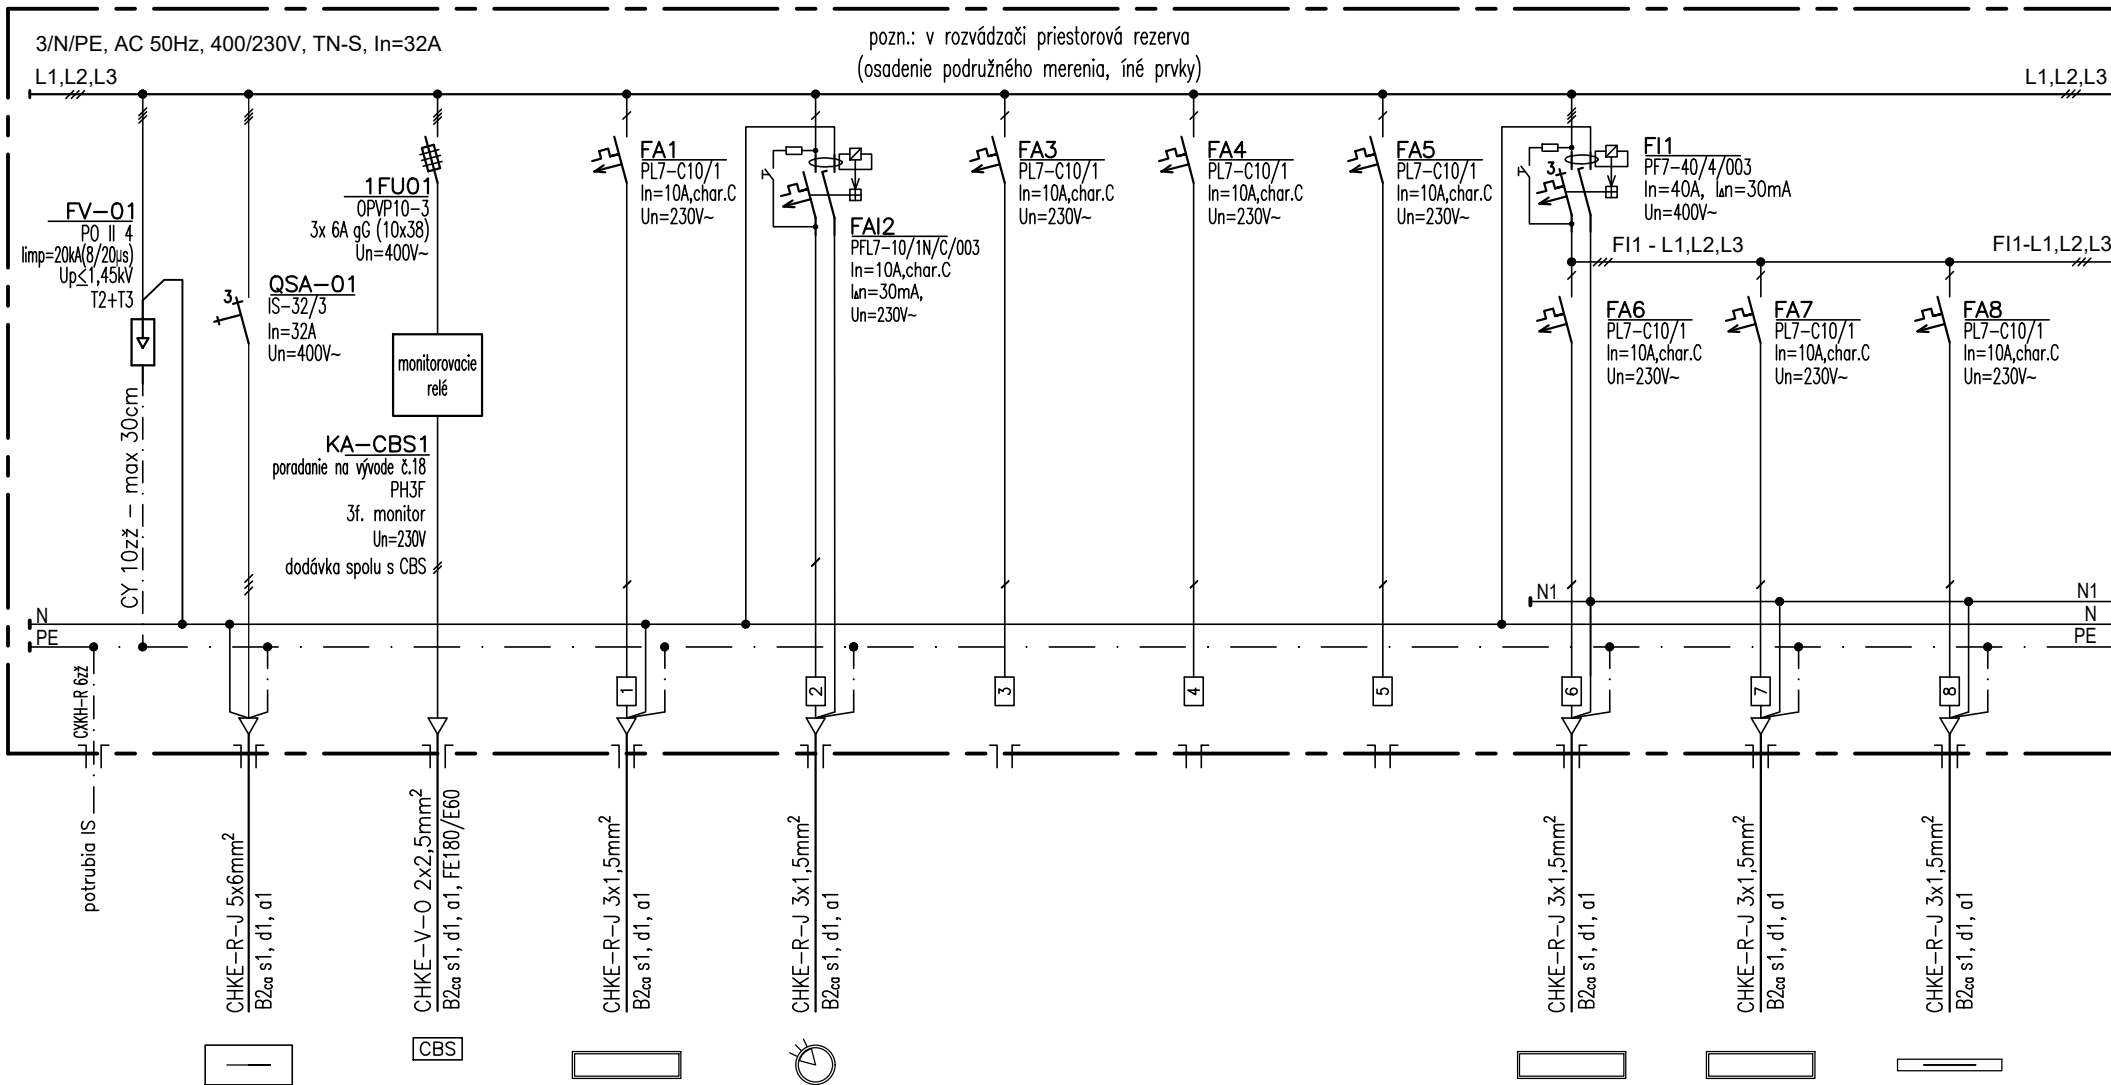 3/N/PE, AC 50Hz, 400/230V, TN-S, In=32A
pozn.: v rozvádzači priestorová rezerva
(osadenie podružného merenia, íné prvky)
L1,L2,L3
L1,L2,L3
FV-01
PO II 4
Iimp=20kA(8/20us)
Up≤1,45kV
T2+T3
CY 10zž - max 30cm
QSA-01
IS-32/3
In=32A
Un=400V~
1FU01
OPVP10-3
3x 6A gG (10x38)
Un=400V~
monitorovacie
relé
KA-CBS1
poradanie na vývode č.18
PH3F
3f. monitor
Un=230V
dodávka spolu s CBS
FA1
PL7-C10/1
In=10A,char.C
Un=230V~
FAI2
PFL7-10/1N/C/003
In=10A,char.C
IΔn=30mA,
Un=230V~
FA3
PL7-C10/1
In=10A,char.C
Un=230V~
FA4
PL7-C10/1
In=10A,char.C
Un=230V~
FA5
PL7-C10/1
In=10A,char.C
Un=230V~
FI1
PF7-40/4/003
In=40A, IΔn=30mA
Un=400V~
FI1 - L1,L2,L3
FI1-L1,L2,L3
FA6
PL7-C10/1
In=10A,char.C
Un=230V~
FA7
PL7-C10/1
In=10A,char.C
Un=230V~
FA8
PL7-C10/1
In=10A,char.C
Un=230V~
3
3
N1
N1
N
N
PE
PE
1
2
3
4
5
6
7
8
CXKH-R 6zž
potrubia IS
CHKE-R-J 5x6mm²
B2ca s1, d1, a1
CHKE-V-O 2x2,5mm²
B2ca s1, d1, a1, FE180/E60
CHKE-R-J 3x1,5mm²
B2ca s1, d1, a1
CHKE-R-J 3x1,5mm²
B2ca s1, d1, a1
CHKE-R-J 3x1,5mm²
B2ca s1, d1, a1
CHKE-R-J 3x1,5mm²
B2ca s1, d1, a1
CHKE-R-J 3x1,5mm²
B2ca s1, d1, a1
CBS